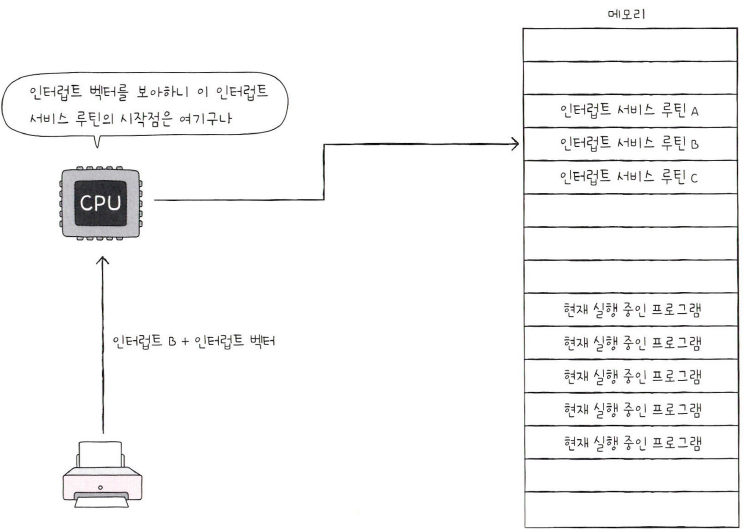 메모리
인터럽트 벡터를 보아하니 이 인터럽트
서비스 루틴의 시작점은 여기구나
CPU
인터럽트 B + 인터럽트 벡터
인터럽트 서비스 루틴 A
인터럽트 서비스 루틴 B
인터럽트 서비스 루틴 C
현재 실행 중인 프로그램
현재 실행 중인 프로그램
현재 실행 중인 프로그램
현재 실행 중인 프로그램
현재 실행 중인 프로그램